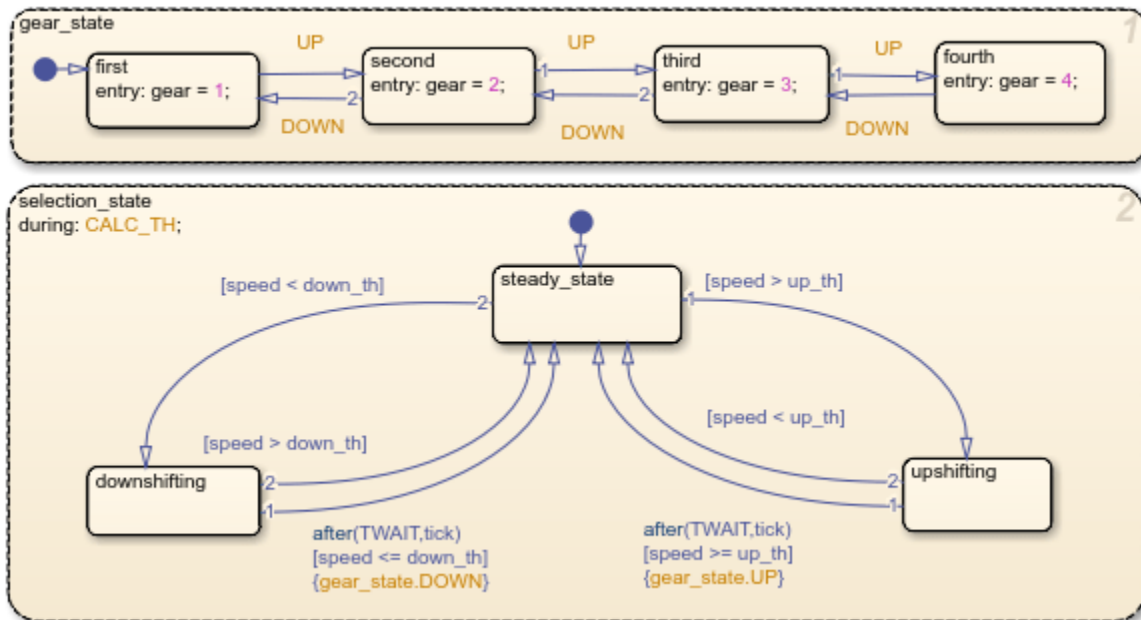 gear_state
1
first
entry: gear = 1;
UP
second
entry: gear = 2;
1
2
DOWN
UP
third
entry: gear = 3;
1
2
DOWN
UP
fourth
entry: gear = 4;
DOWN
selection_state
during: CALC_TH;
2
steady_state
[speed < down_th]
2
1
[speed > up_th]
[speed > down_th]
[speed < up_th]
downshifting
2
1
upshifting
2
1
after(TWAIT,tick)
[speed <= down_th]
{gear_state.DOWN}
after(TWAIT,tick)
[speed >= up_th]
{gear_state.UP}